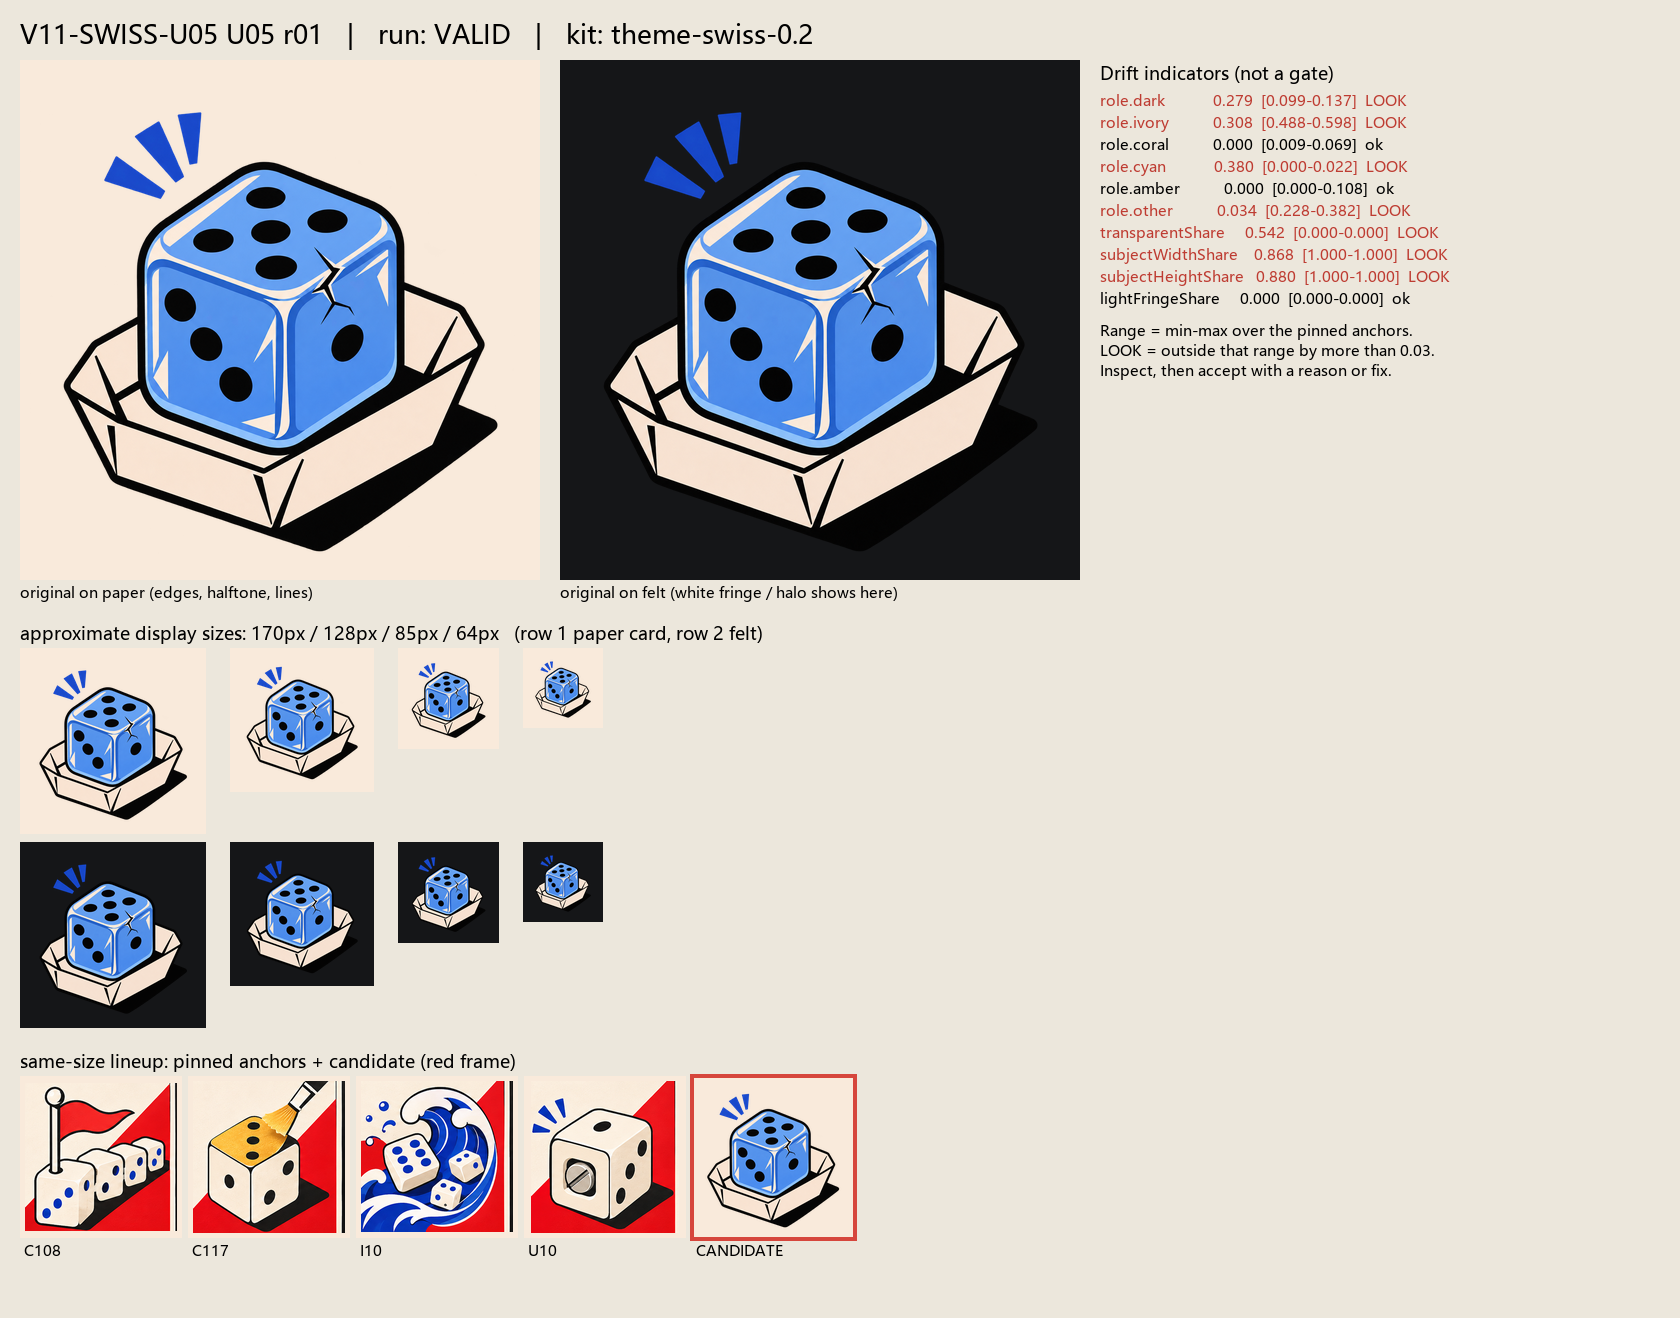 V11-SWISS-U05 U05 r01 | run: VALID | kit: theme-swiss-0.2
Drift indicators (not a gate)
role.dark 0.279 [0.099-0.137] LOOK
role.ivory 0.308 [0.488-0.598] LOOK
role.coral 0.000 [0.009-0.069] ok
role.cyan 0.380 [0.000-0.022] LOOK
role.amber 0.000 [0.000-0.108] ok
role.other 0.034 [0.228-0.382] LOOK
transparentShare 0.542 [0.000-0.000] LOOK
subjectWidthShare 0.868 [1.000-1.000] LOOK
subjectHeightShare 0.880 [1.000-1.000] LOOK
lightFringeShare 0.000 [0.000-0.000] ok
Range = min-max over the pinned anchors.
LOOK = outside that range by more than 0.03.
Inspect, then accept with a reason or fix.
original on paper (edges, halftone, lines)
original on felt (white fringe / halo shows here)
approximate display sizes: 170px / 128px / 85px / 64px (row 1 paper card, row 2 felt)
same-size lineup: pinned anchors + candidate (red frame)
C108
C117
I10
U10
CANDIDATE